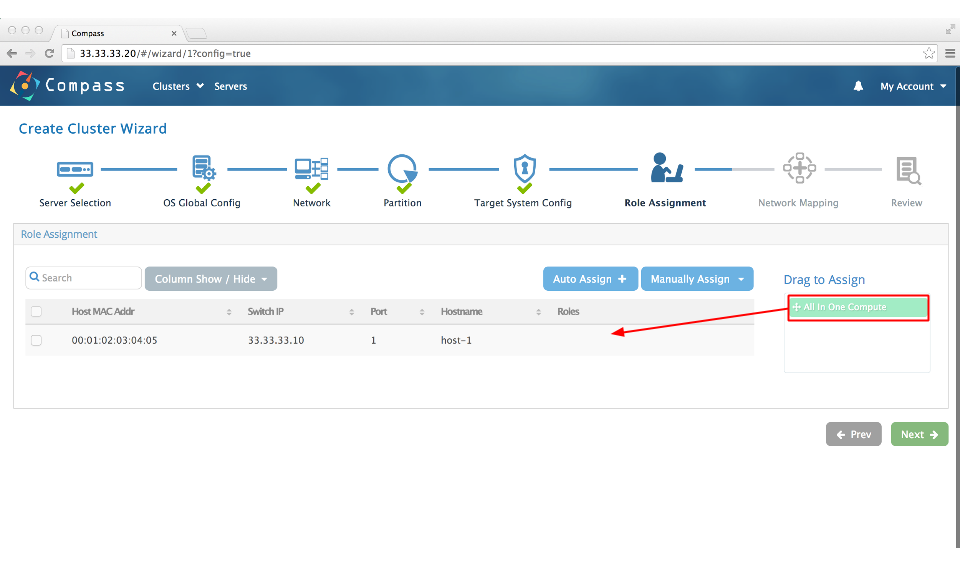 Compass
33.33.33.20/#/wizard/1?config=true
Compass Clusters Servers My Account
Create Cluster Wizard
Server Selection OS Global Config Network Partition Target System Config Role Assignment Network Mapping Review
Role Assignment
Search Column Show / Hide Auto Assign + Manually Assign Drag to Assign
+ All In One Compute
Host MAC Addr Switch IP Port Hostname Roles
00:01:02:03:04:05 33.33.33.10 1 host-1
Prev Next